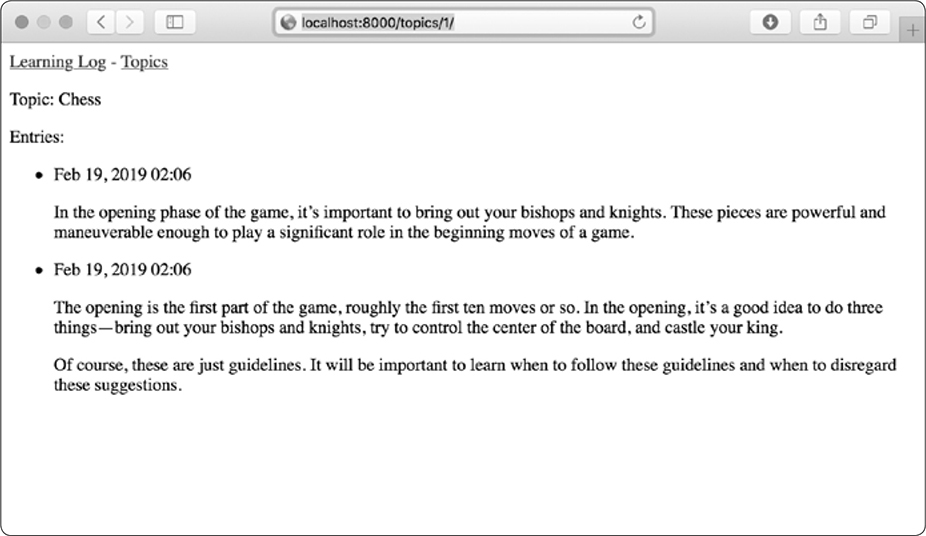 localhost:8000/topics/1/
Learning Log - Topics
Topic: Chess
Entries:
• Feb 19, 2019 02:06
In the opening phase of the game, it’s important to bring out your bishops and knights. These pieces are powerful and
maneuverable enough to play a significant role in the beginning moves of a game.
• Feb 19, 2019 02:06
The opening is the first part of the game, roughly the first ten moves or so. In the opening, it’s a good idea to do three
things—bring out your bishops and knights, try to control the center of the board, and castle your king.
Of course, these are just guidelines. It will be important to learn when to follow these guidelines and when to disregard
these suggestions.